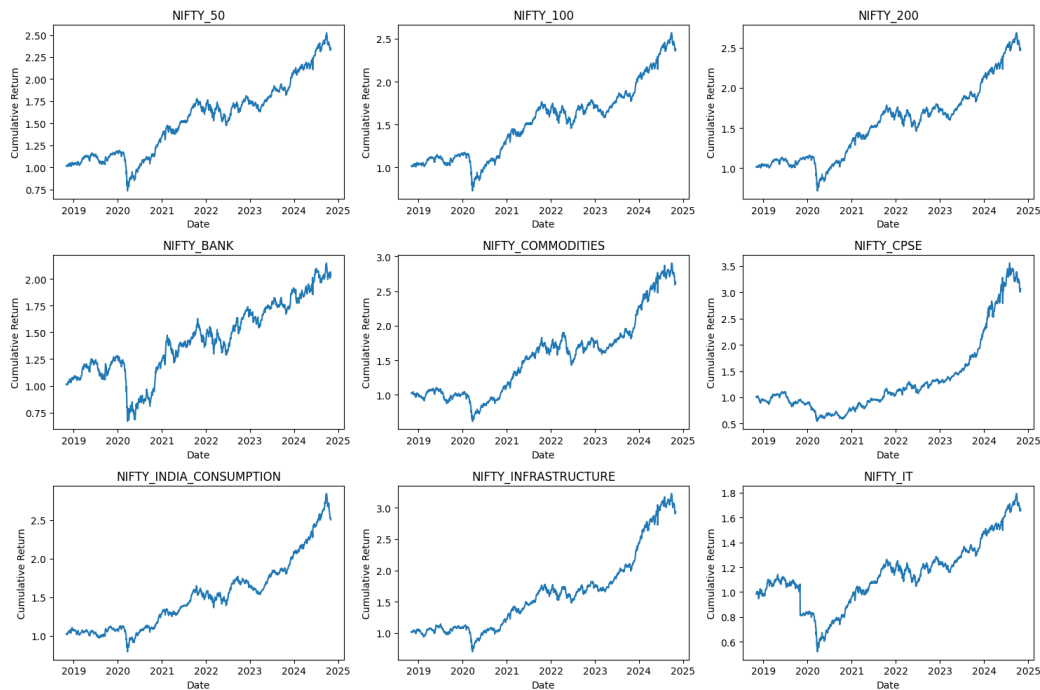 NIFTY_50
Cumulative Return
2.50
2.25
2.00
1.75
1.50
1.25
1.00
0.75
2019 2020 2021 2022 2023 2024 2025
Date
NIFTY_100
Cumulative Return
2.5
2.0
1.5
1.0
2019 2020 2021 2022 2023 2024 2025
Date
NIFTY_200
Cumulative Return
2.5
2.0
1.5
1.0
2019 2020 2021 2022 2023 2024 2025
Date
NIFTY_BANK
Cumulative Return
2.00
1.75
1.50
1.25
1.00
0.75
2019 2020 2021 2022 2023 2024 2025
Date
NIFTY_COMMODITIES
Cumulative Return
3.0
2.5
2.0
1.5
1.0
2019 2020 2021 2022 2023 2024 2025
Date
NIFTY_CPSE
Cumulative Return
3.5
3.0
2.5
2.0
1.5
1.0
0.5
2019 2020 2021 2022 2023 2024 2025
Date
NIFTY_INDIA_CONSUMPTION
Cumulative Return
2.5
2.0
1.5
1.0
2019 2020 2021 2022 2023 2024 2025
Date
NIFTY_INFRASTRUCTURE
Cumulative Return
3.0
2.5
2.0
1.5
1.0
2019 2020 2021 2022 2023 2024 2025
Date
NIFTY_IT
Cumulative Return
1.8
1.6
1.4
1.2
1.0
0.8
0.6
2019 2020 2021 2022 2023 2024 2025
Date